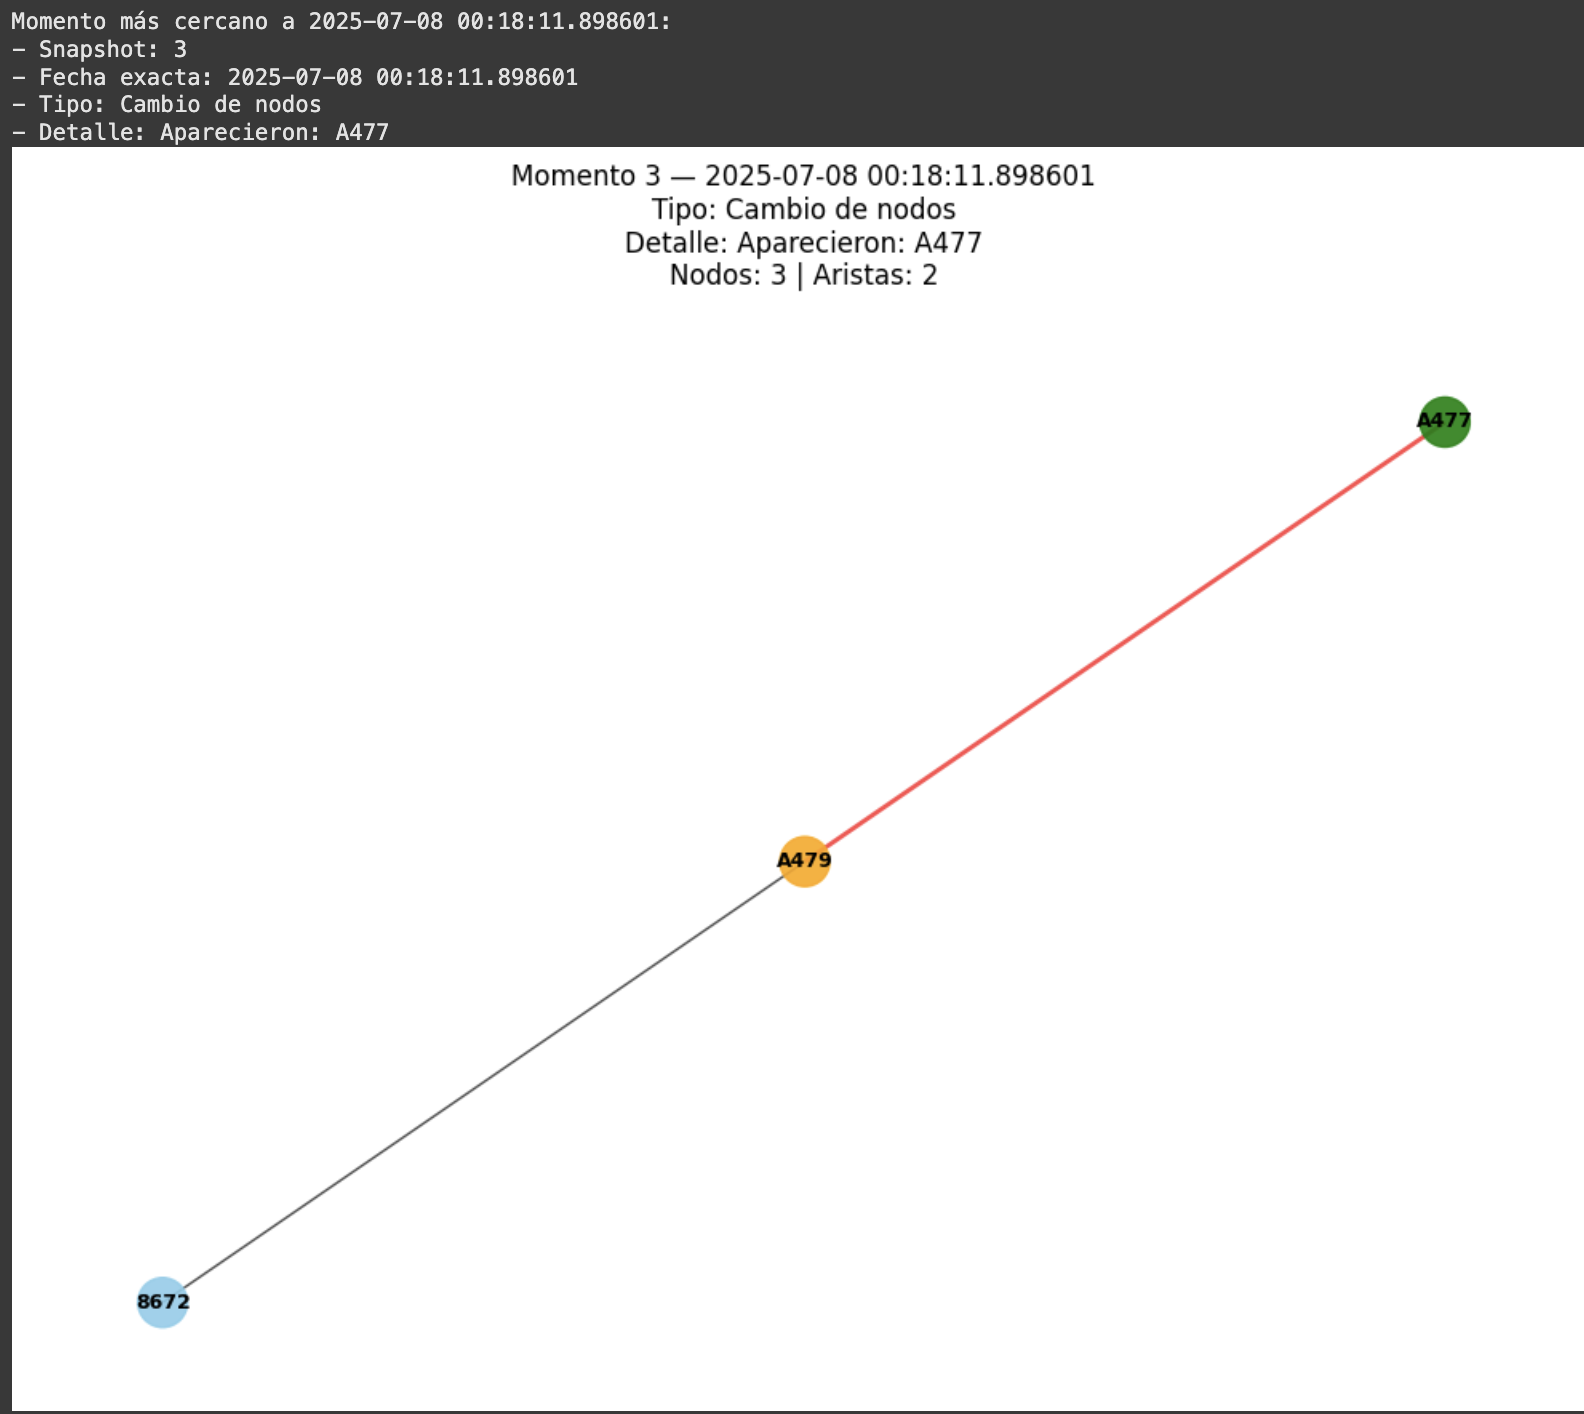 Momento más cercano a 2025-07-08 00:18:11.898601:
- Snapshot: 3
- Fecha exacta: 2025-07-08 00:18:11.898601
- Tipo: Cambio de nodos
- Detalle: Aparecieron: A477
Momento 3 — 2025-07-08 00:18:11.898601
Tipo: Cambio de nodos
Detalle: Aparecieron: A477
Nodos: 3 | Aristas: 2
A477
A479
8672